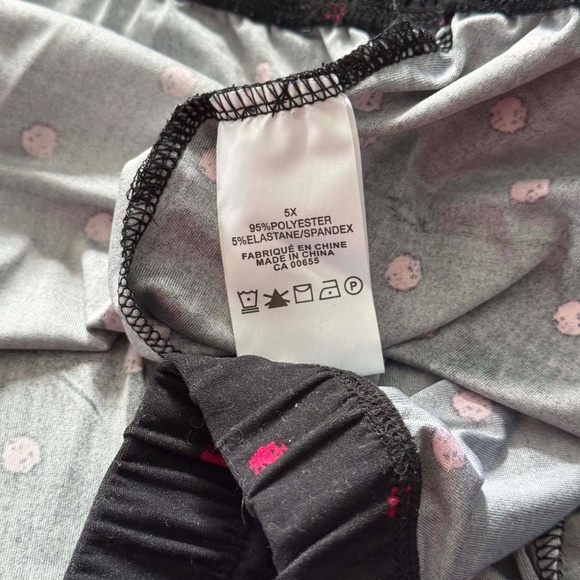 5X
95%POLYESTER
5%ELASTANE/SPANDEX
FABRIQUÉ EN CHINE
MADE IN CHINA
CA 00655
P